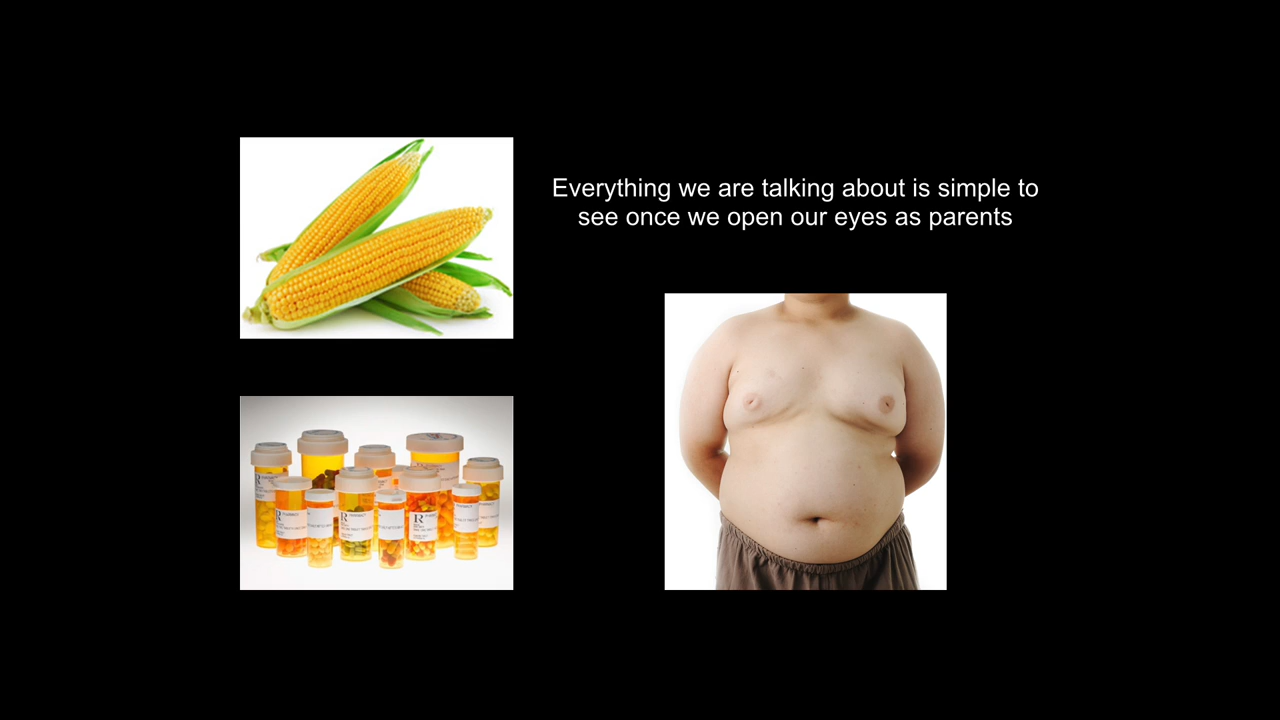 Everything we are talking about is simple to
see once we open our eyes as parents